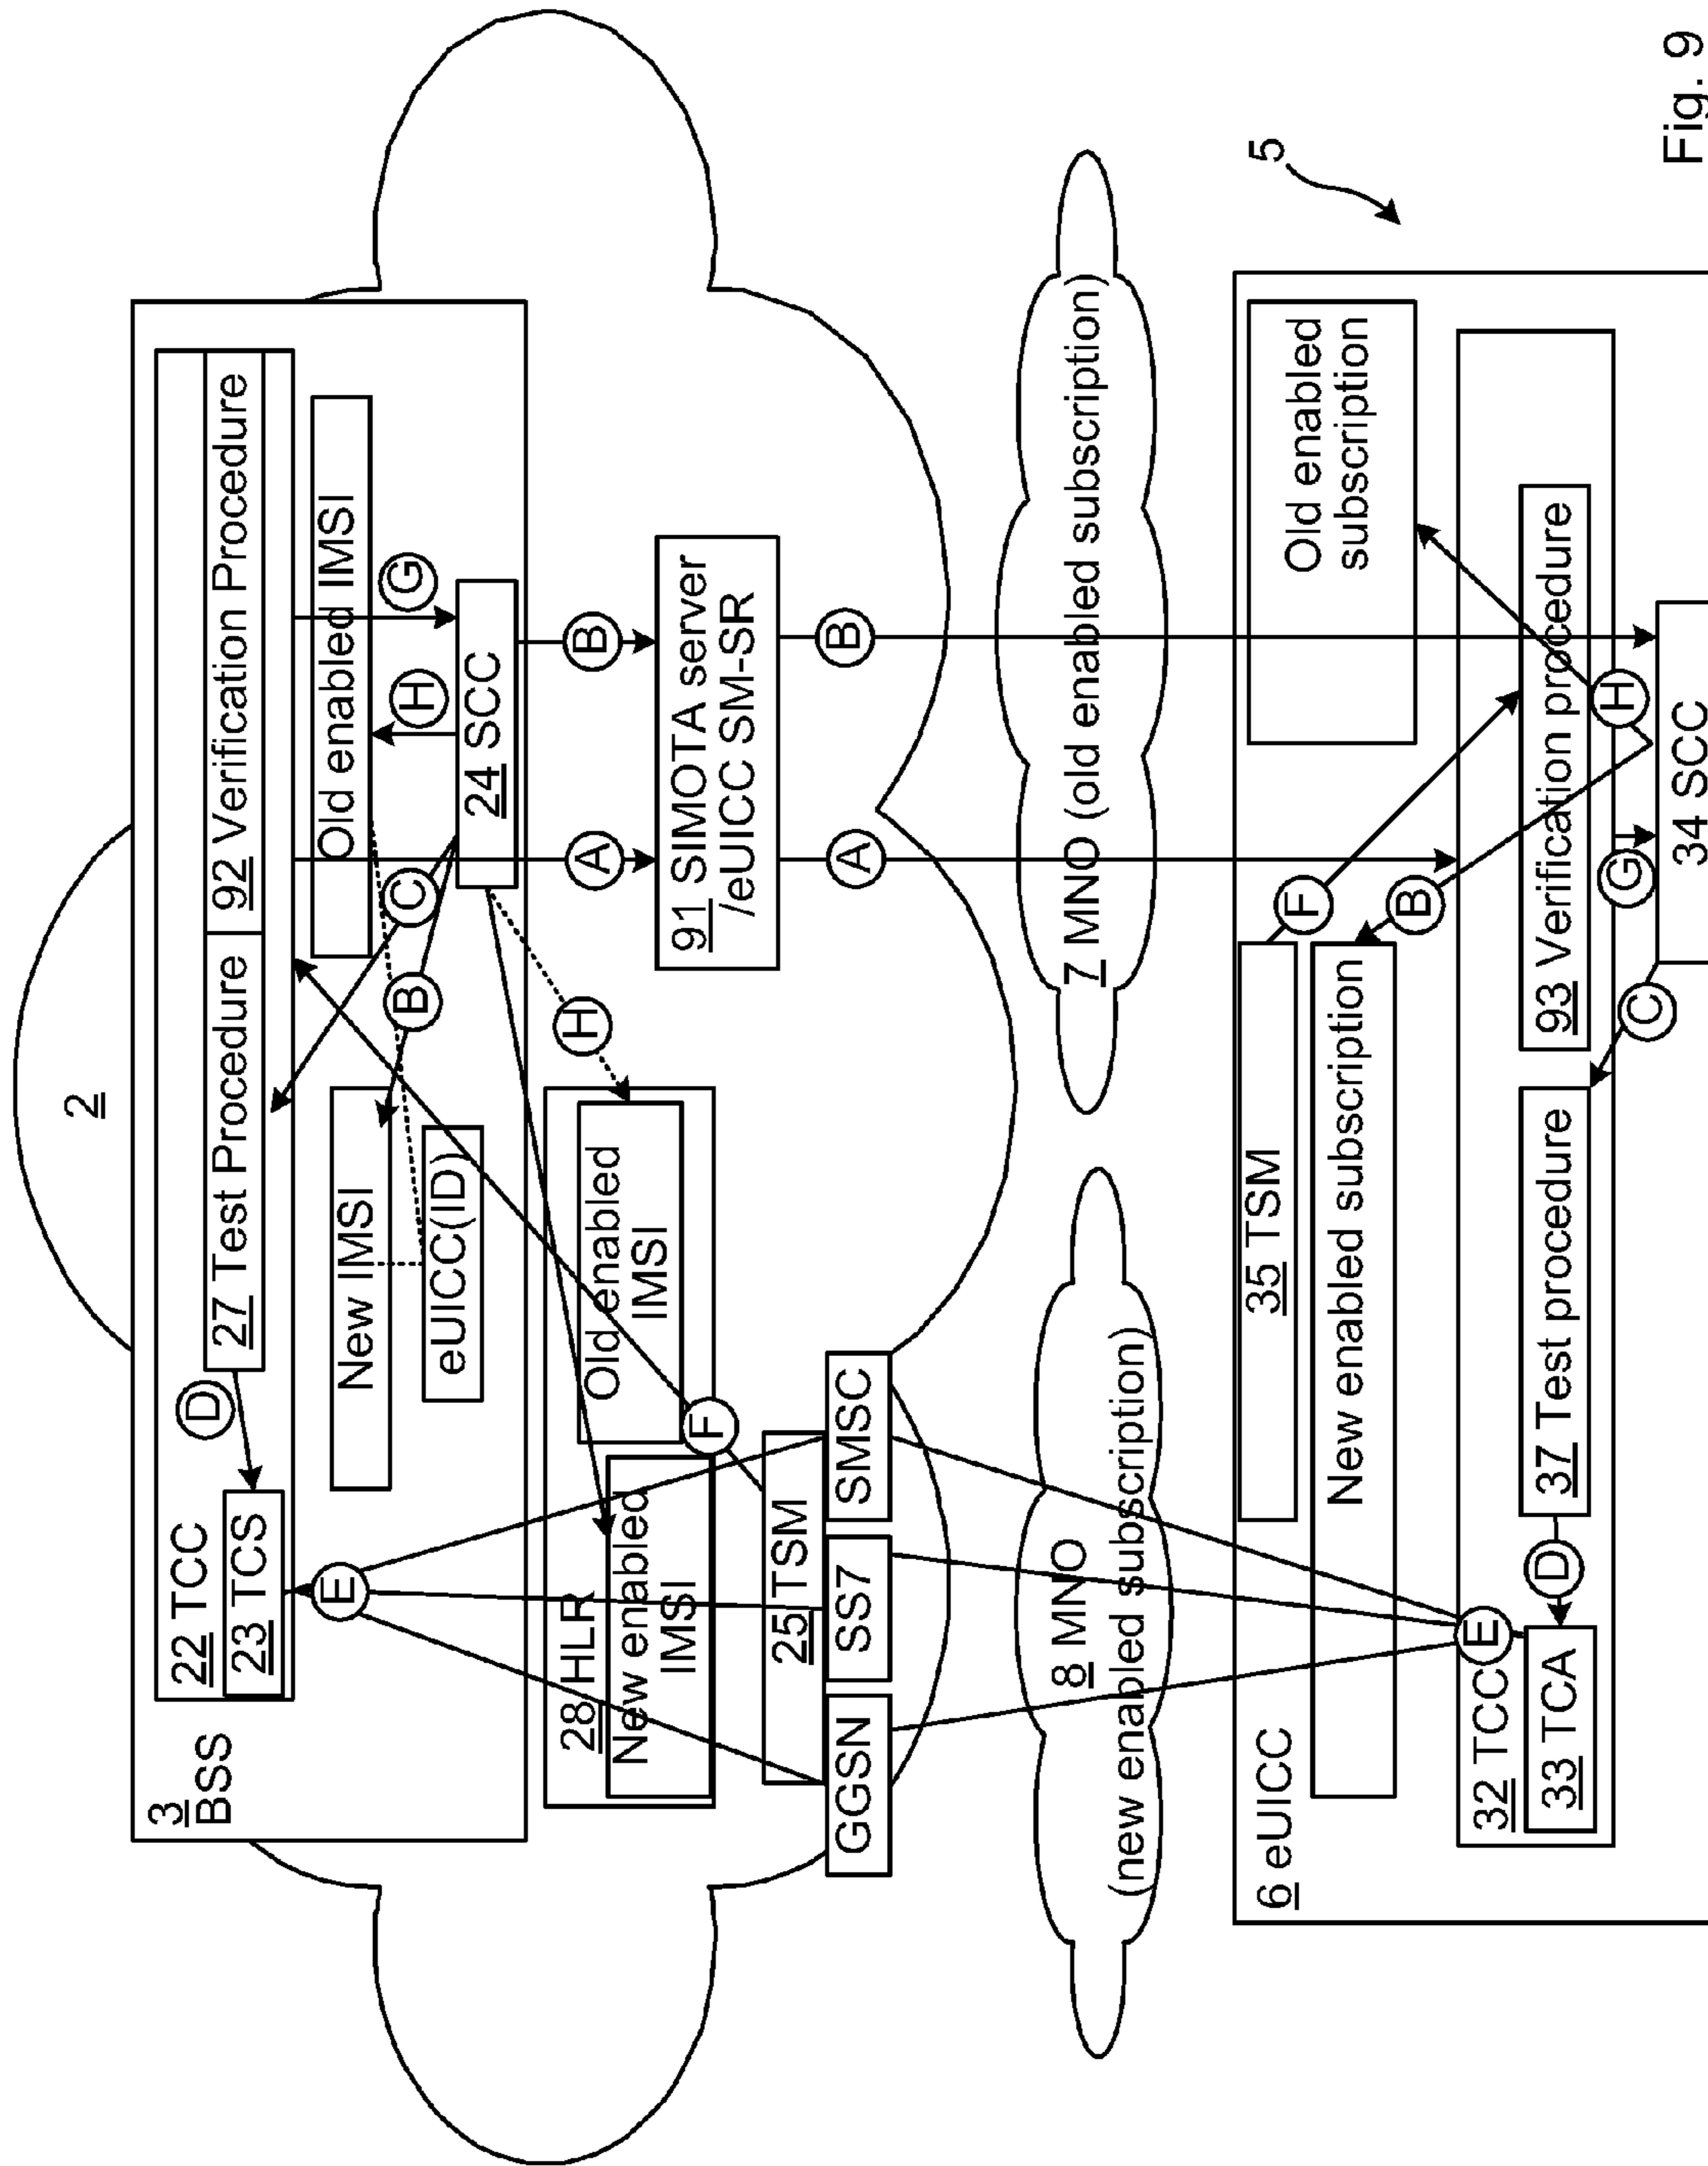 2
3
BSS
22 TCC
23 TCS
D
27 Test Procedure
92 Verification Procedure
New IMSI
Old enabled IMSI
eUICC(ID)
E
B
C
H
G
24 SCC
28 HLR
New enabled
IMSI
Old enabled
IMSI
H
A
B
F
25 TSM
91 SIMOTA server
/eUICC SM-SR
GGSN
SS7
SMSC
A
B
8 MNO
(new enabled subscription)
7 MNO (old enabled subscription)
5
6 eUICC
35 TSM
Old enabled
subscription
F
New enabled subscription
B
32 TCC
E
33 TCA
D
37 Test procedure
93 Verification procedure
C
G
H
34 SCC
Fig. 9